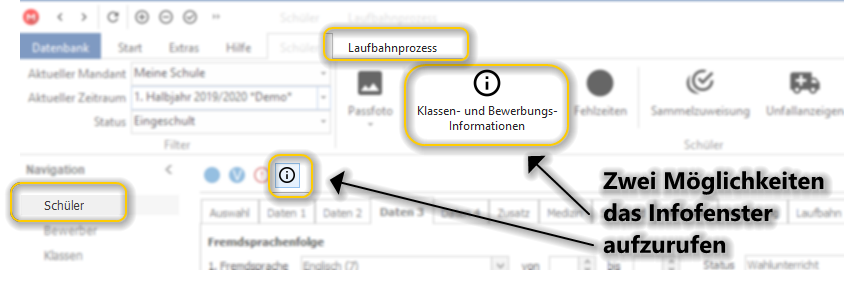 Schüler Laufbahnprozess
Datenbank Start Extras Hilfe Schüler Laufbahnprozess
Aktueller Mandant Meine Schule
Aktueller Zeitraum 1. Halbjahr 2019/2020 "Demo"
Status Eingeschult
Filter
Passfoto
Klassen- und Bewerbungs-
Informationen
Fehlzeiten
Sammelzuweisung
Unfallanzeigen
Schüler
Navigation
Schüler
Bewerber
Klassen
Zwei Möglichkeiten
das Infofenster
aufzurufen
Auswahl Daten 1 Daten 2 Daten 3 Daten 4 Zusatz Laufbahn
Fremdsprachenfolge
1. Fremdsprache Englisch (7) von bis Status Wahlunterricht